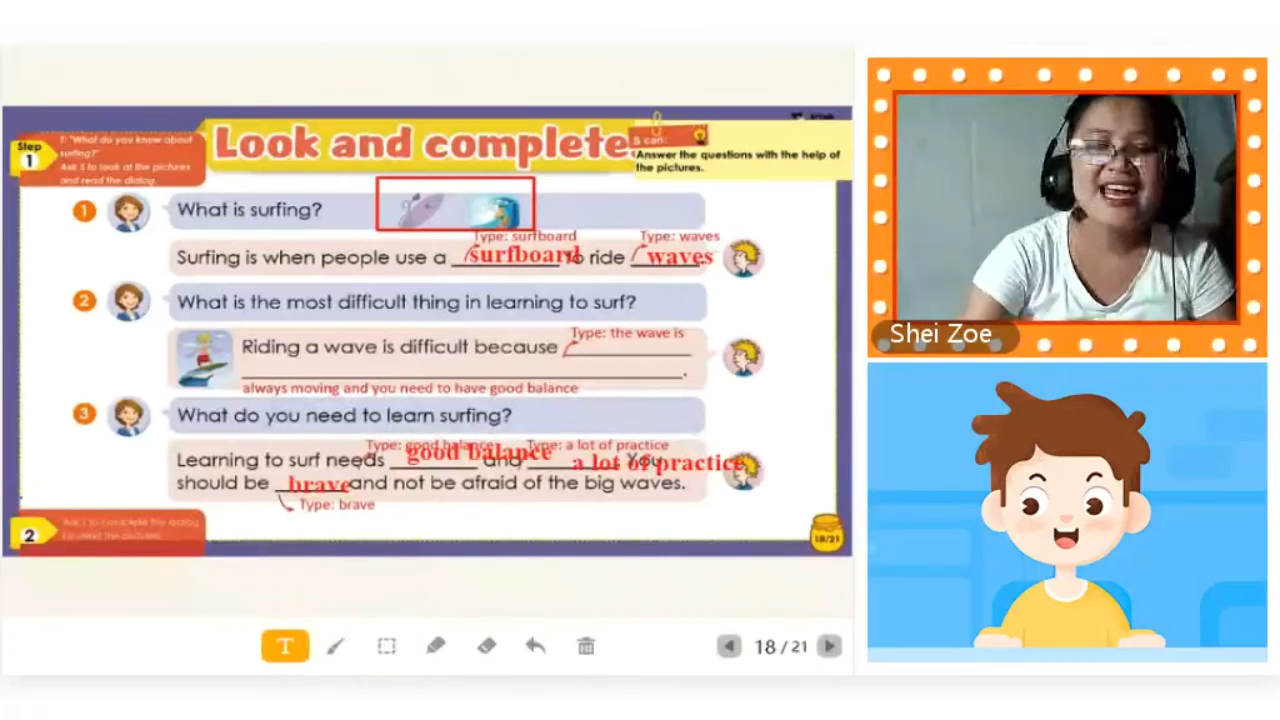 Step
1
T: "What do you know about
surfing?"
Ask S to look at the pictures
and read the dialog.
Look and complete
S can:
Answer the questions with the help of
the pictures.
1 What is surfing?
Type: surfboard Type: waves
Surfing is when people use a surfboard to ride waves.
2 What is the most difficult thing in learning to surf?
Type: the wave is
Riding a wave is difficult because
always moving and you need to have good balance
3 What do you need to learn surfing?
Type: good balance Type: a lot of practice
Learning to surf needs good balance and a lot of practice. You
should be brave and not be afraid of the big waves.
Type: brave
2
Ask S to complete the dialog
18/21
T
18 / 21
Shei Zoe